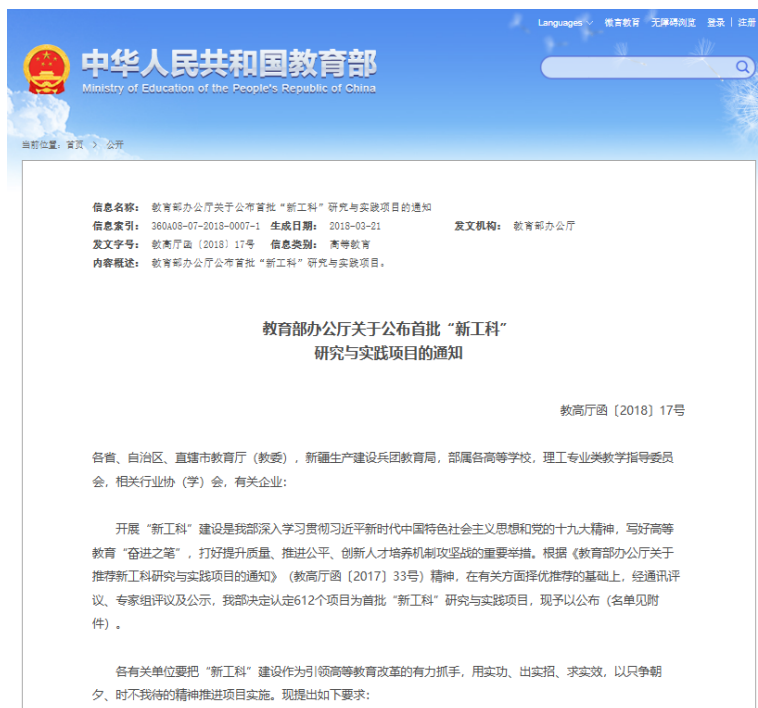 Languages 微言教育 无障碍浏览 登录 | 注册
中华人民共和国教育部
Ministry of Education of the People's Republic of China
当前位置：首页 > 公开
信息名称： 教育部办公厅关于公布首批“新工科”研究与实践项目的通知
信息索引： 360A08-07-2018-0007-1 生成日期： 2018-03-21 发文机构： 教育部办公厅
发文字号： 教高厅函〔2018〕17号 信息类别： 高等教育
内容概述： 教育部办公厅公布首批“新工科”研究与实践项目。
教育部办公厅关于公布首批“新工科”
研究与实践项目的通知
教高厅函〔2018〕17号
各省、自治区、直辖市教育厅（教委），新疆生产建设兵团教育局，部属各高等学校，理工专业类教学指导委员
会，相关行业协（学）会，有关企业：
开展“新工科”建设是我部深入学习贯彻习近平新时代中国特色社会主义思想和党的十九大精神，写好高等
教育“奋进之笔”，打好提升质量、推进公平、创新人才培养机制攻坚战的重要举措。根据《教育部办公厅关于
推荐新工科研究与实践项目的通知》（教高厅函〔2017〕33号）精神，在有关方面择优推荐的基础上，经通讯评
议、专家组评议及公示，我部决定认定612个项目为首批“新工科”研究与实践项目，现予以公布（名单见附
件）。
各有关单位要把“新工科”建设作为引领高等教育改革的有力抓手，用实功、出实招、求实效，以只争朝
夕、时不我待的精神推进项目实施。现提出如下要求：